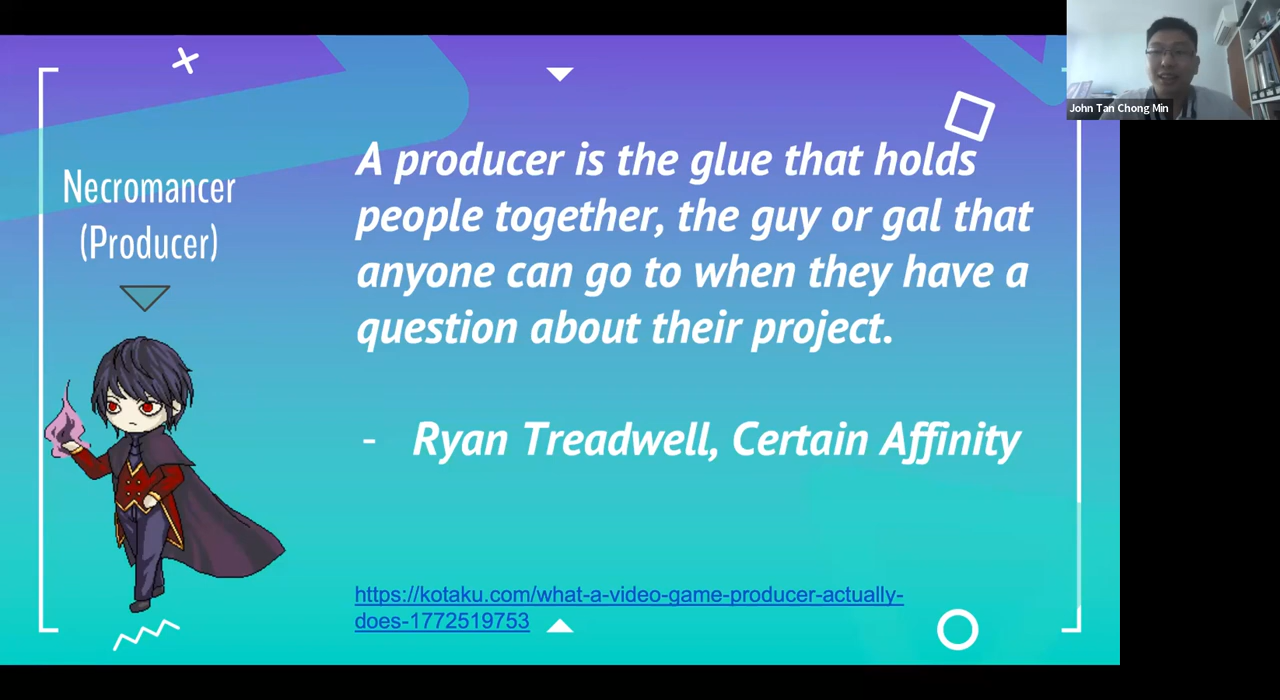 John Tan Chong Min
Necromancer
(Producer)
A producer is the glue that holds
people together, the guy or gal that
anyone can go to when they have a
question about their project.
- Ryan Treadwell, Certain Affinity
https://kotaku.com/what-a-video-game-producer-actually-
does-1772519753